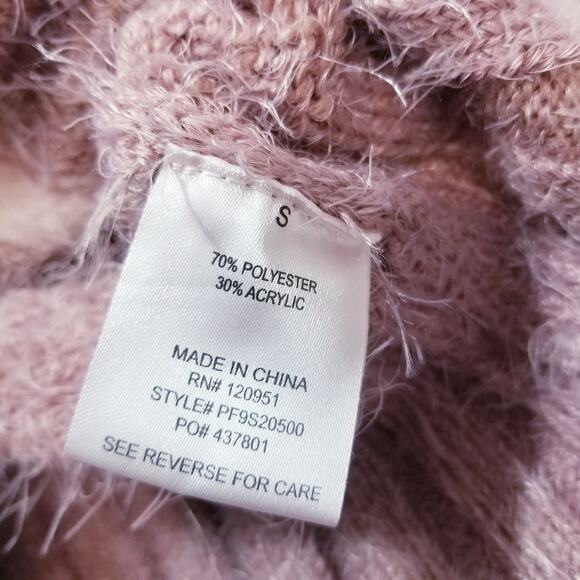 S
70% POLYESTER
30% ACRYLIC
MADE IN CHINA
RN# 120951
STYLE# PF9S20500
PO# 437801
SEE REVERSE FOR CARE